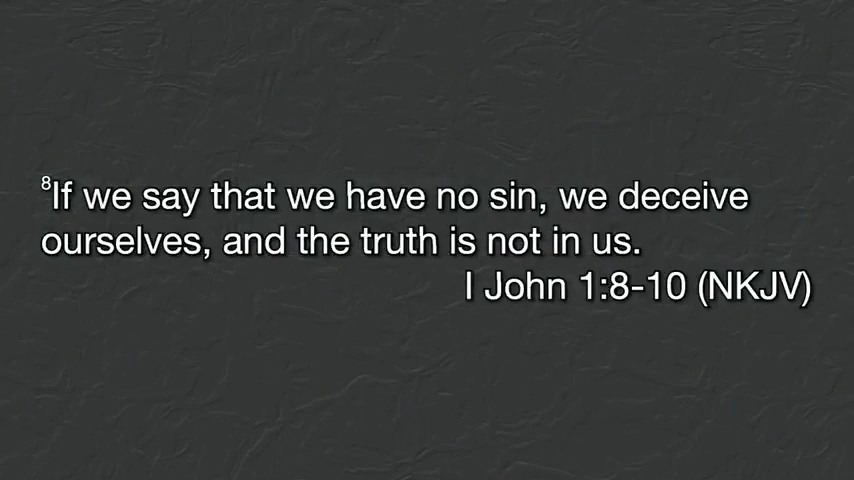 ⁸If we say that we have no sin, we deceive
ourselves, and the truth is not in us.
I John 1:8-10 (NKJV)